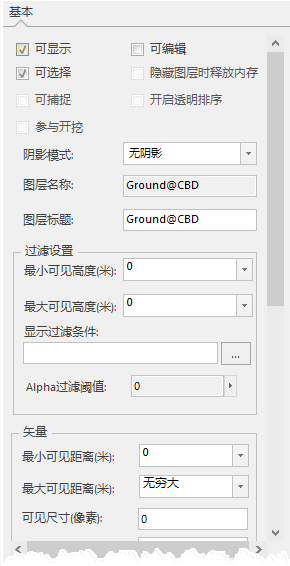 基本
可显示 可编辑
可选择 隐藏图层时释放内存
可捕捉 开启透明排序
参与开挖
阴影模式: 无阴影
图层名称: Ground@CBD
图层标题: Ground@CBD
过滤设置
最小可见高度(米): 0
最大可见高度(米): 0
显示过滤条件:
...
Alpha过滤阈值: 0
矢量
最小可见距离(米): 0
最大可见距离(米): 无穷大
可见尺寸(像素): 0